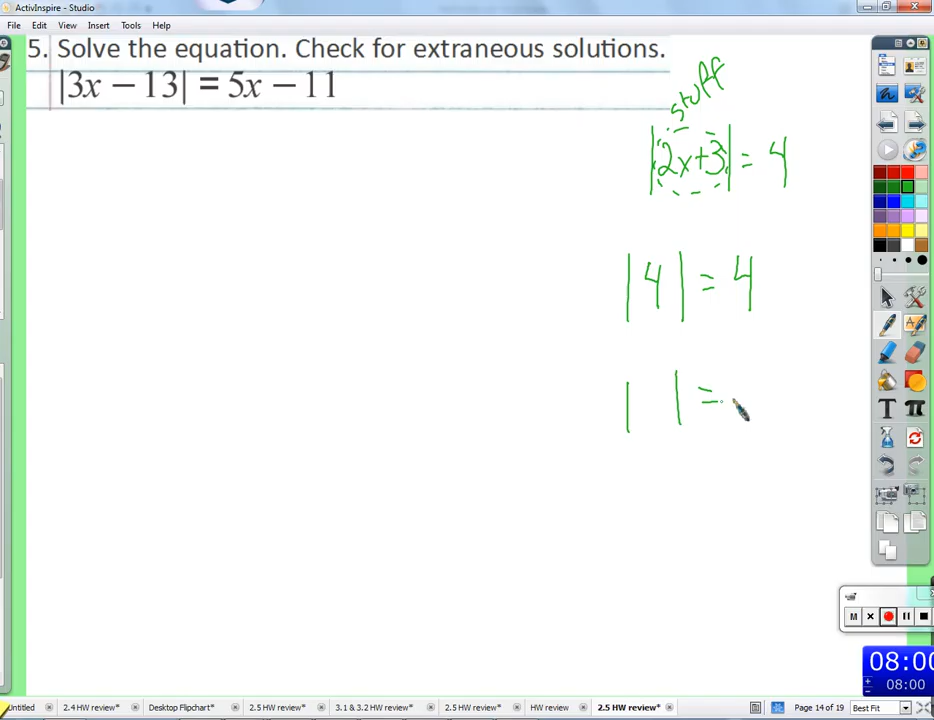 ActivInspire - Studio
File Edit View Insert Tools Help
5. Solve the equation. Check for extraneous solutions.
|3x − 13| = 5x − 11
stuff
|2x+3| = 4
|4| = 4
| | =
T π
M
08:00
08:00
Untitled 2.4 HW review* Desktop Flipchart* 2.5 HW review* 3.1 & 3.2 HW review* 2.5 HW review* HW review 2.5 HW review* Page 14 of 19 Best Fit